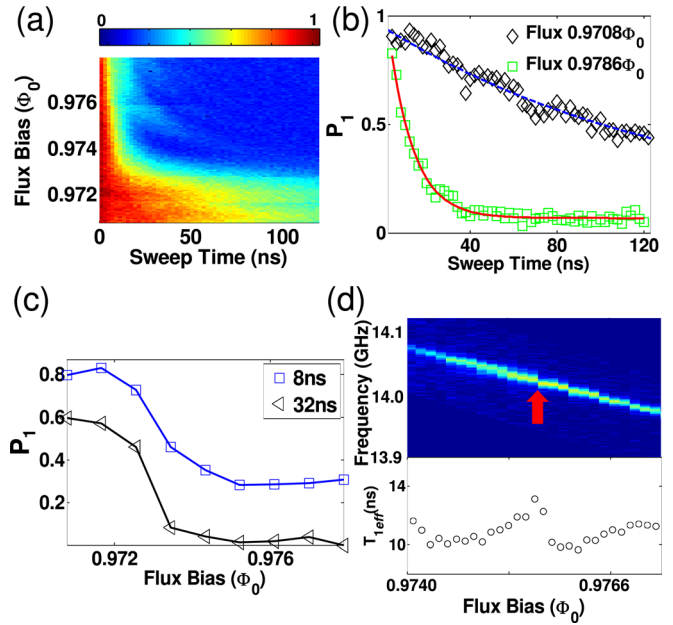 (a)
0 1
Flux Bias (Φ0)
0.976
0.974
0.972
0 50 100
Sweep Time (ns)
(b)
1
0.5
0
P1
Flux 0.9708Φ0
Flux 0.9786Φ0
40 80 120
Sweep Time (ns)
(c)
0.8
0.6
0.4
0.2
P1
8ns
32ns
0.972 0.976
Flux Bias (Φ0)
(d)
Frequency (GHz)
14.1
14.0
13.9
T1eff(ns)
14
10
0.9740 0.9766
Flux Bias (Φ0)